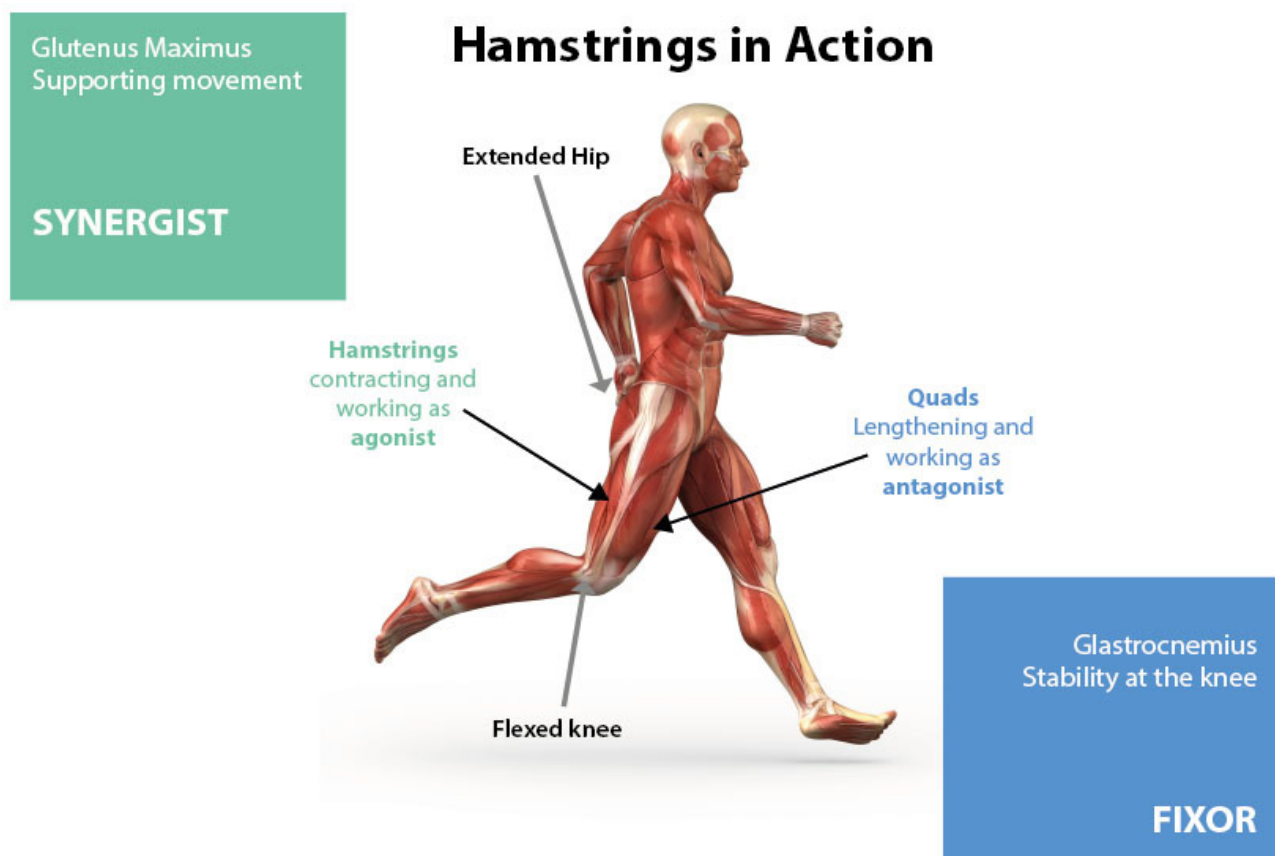 Glutenus Maximus
Supporting movement
SYNERGIST
Hamstrings in Action
Extended Hip
Hamstrings
contracting and
working as
agonist
Quads
Lengthening and
working as
antagonist
Flexed knee
Glastrocnemius
Stability at the knee
FIXOR